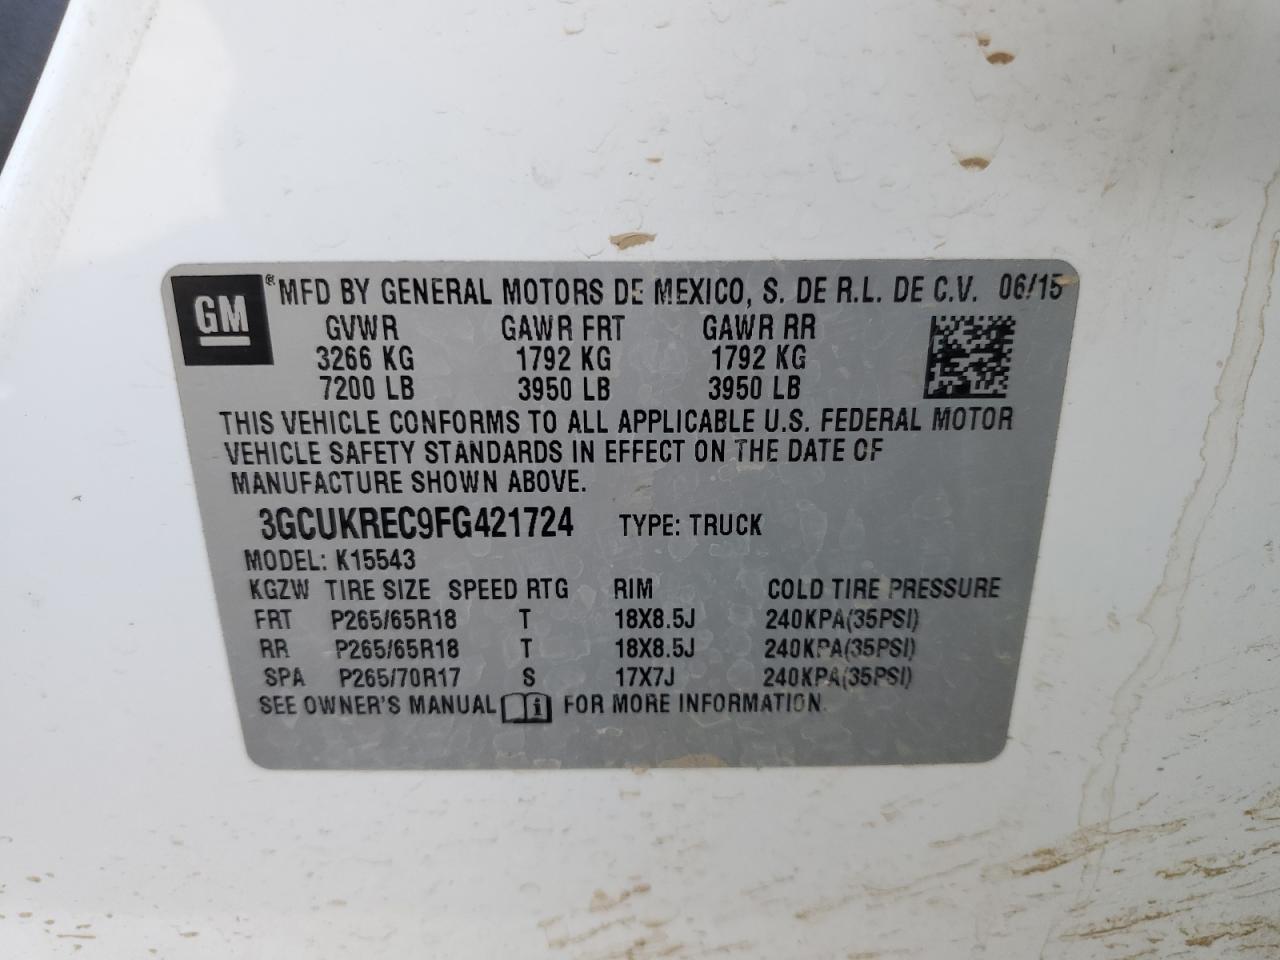 GM ® MFD BY GENERAL MOTORS DE MEXICO, S. DE R.L. DE C.V. 06/15
GVWR GAWR FRT GAWR RR
3266 KG 1792 KG 1792 KG
7200 LB 3950 LB 3950 LB
THIS VEHICLE CONFORMS TO ALL APPLICABLE U.S. FEDERAL MOTOR
VEHICLE SAFETY STANDARDS IN EFFECT ON THE DATE OF
MANUFACTURE SHOWN ABOVE.
3GCUKREC9FG421724 TYPE: TRUCK
MODEL: K15543
KGZW TIRE SIZE SPEED RTG RIM COLD TIRE PRESSURE
FRT P265/65R18 T 18X8.5J 240KPA(35PSI)
RR P265/65R18 T 18X8.5J 240KPA(35PSI)
SPA P265/70R17 S 17X7J 240KPA(35PSI)
SEE OWNER'S MANUAL i FOR MORE INFORMATION.